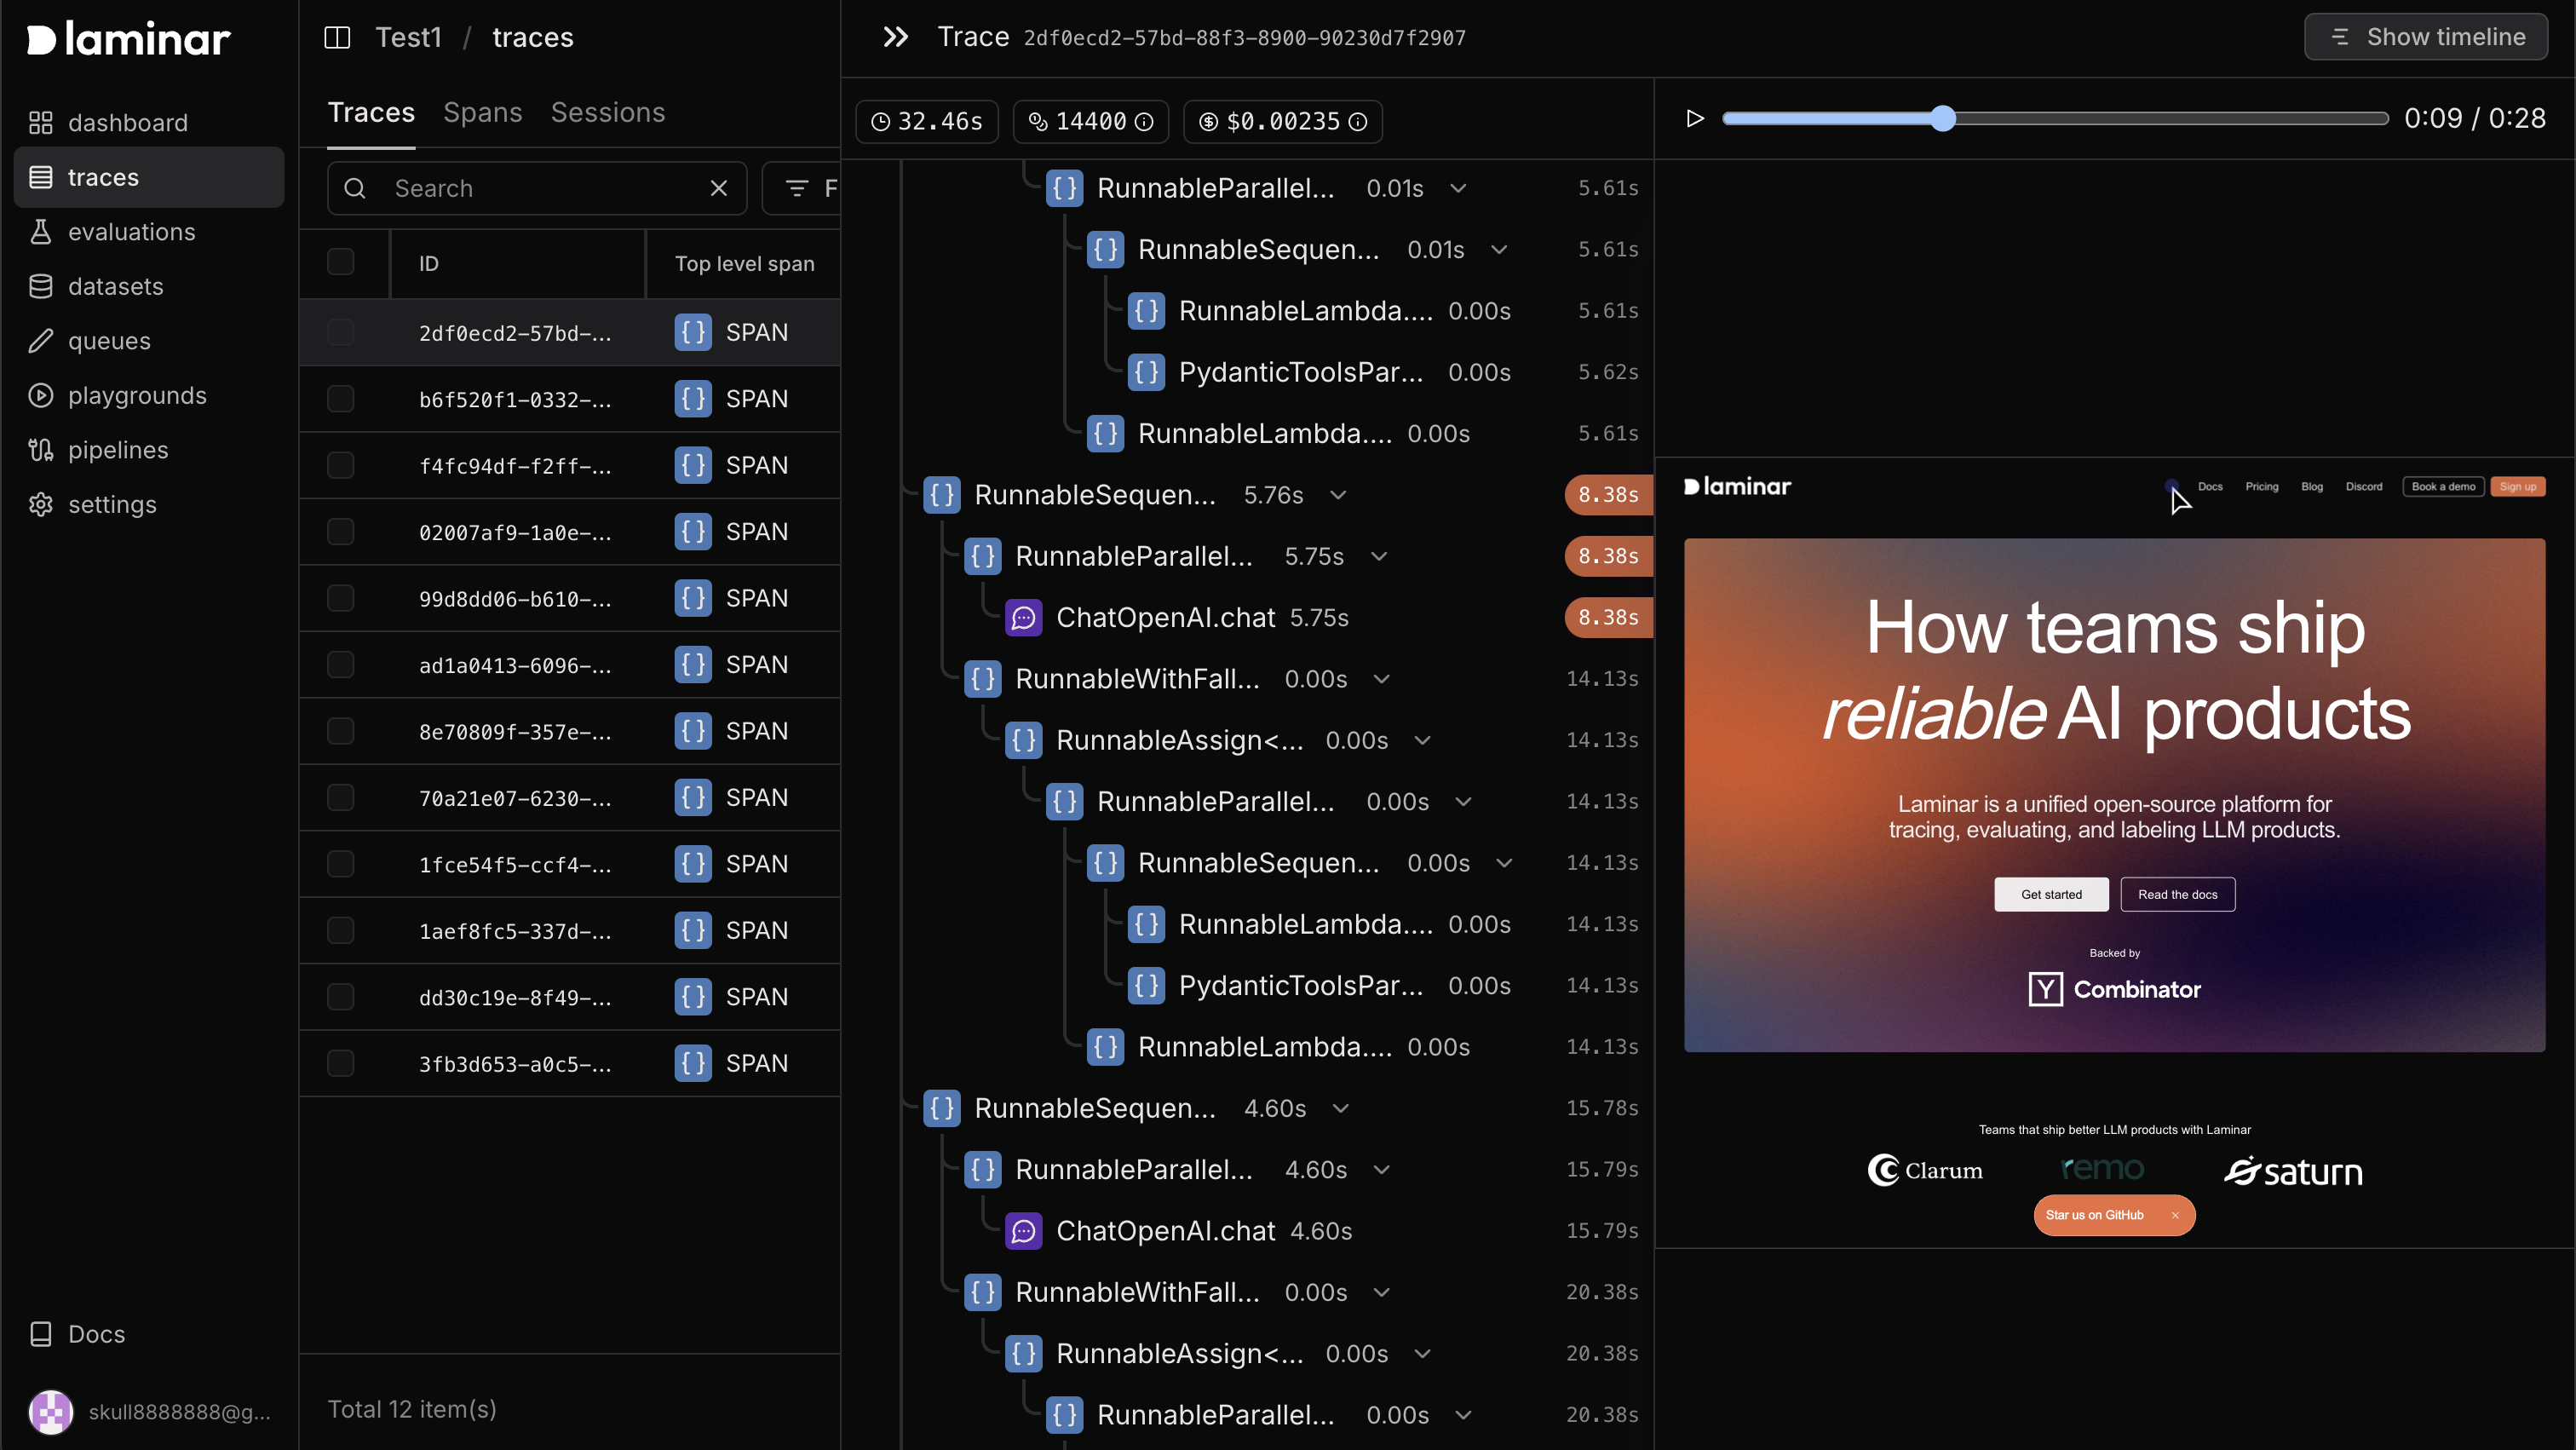 laminar
dashboard
traces
evaluations
datasets
queues
playgrounds
pipelines
settings
Docs
skull8888888@g...
Test1 / traces
Traces Spans Sessions
Search F
ID Top level span
2df0ecd2-57bd-... {} SPAN
b6f520f1-0332-... {} SPAN
f4fc94df-f2ff-... {} SPAN
02007af9-1a0e-... {} SPAN
99d8dd06-b610-... {} SPAN
ad1a0413-6096-... {} SPAN
8e70809f-357e-... {} SPAN
70a21e07-6230-... {} SPAN
1fce54f5-ccf4-... {} SPAN
1aef8fc5-337d-... {} SPAN
dd30c19e-8f49-... {} SPAN
3fb3d653-a0c5-... {} SPAN
Total 12 item(s)
Trace 2df0ecd2-57bd-88f3-8900-90230d7f2907
Show timeline
32.46s 14400 $0.00235
{} RunnableParallel... 0.01s 5.61s
{} RunnableSequen... 0.01s 5.61s
{} RunnableLambda.... 0.00s 5.61s
{} PydanticToolsPar... 0.00s 5.62s
{} RunnableLambda.... 0.00s 5.61s
{} RunnableSequen... 5.76s 8.38s
{} RunnableParallel... 5.75s 8.38s
ChatOpenAI.chat 5.75s 8.38s
{} RunnableWithFall... 0.00s 14.13s
{} RunnableAssign<... 0.00s 14.13s
{} RunnableParallel... 0.00s 14.13s
{} RunnableSequen... 0.00s 14.13s
{} RunnableLambda.... 0.00s 14.13s
{} PydanticToolsPar... 0.00s 14.13s
{} RunnableLambda.... 0.00s 14.13s
{} RunnableSequen... 4.60s 15.78s
{} RunnableParallel... 4.60s 15.79s
ChatOpenAI.chat 4.60s 15.79s
{} RunnableWithFall... 0.00s 20.38s
{} RunnableAssign<... 0.00s 20.38s
{} RunnableParallel... 0.00s 20.38s
0:09 / 0:28
laminar Docs Pricing Blog Discord Book a demo Sign up
How teams ship
reliable AI products
Laminar is a unified open-source platform for
tracing, evaluating, and labeling LLM products.
Get started Read the docs
Backed by
Y Combinator
Teams that ship better LLM products with Laminar
Clarum remo saturn
Star us on GitHub ×